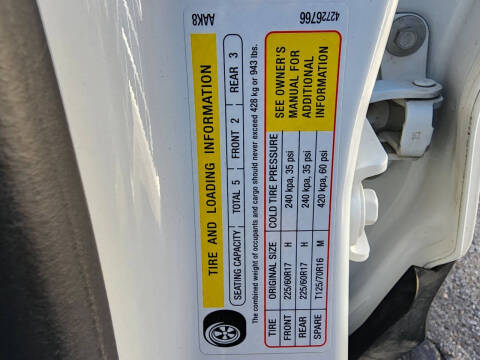 AAK8
42726766
TIRE AND LOADING INFORMATION
SEATING CAPACITY TOTAL 5 FRONT 2 REAR 3
The combined weight of occupants and cargo should never exceed 428 kg or 943 lbs.
TIRE ORIGINAL SIZE COLD TIRE PRESSURE
FRONT 225/60R17 H 240 kpa, 35 psi
REAR 225/60R17 H 240 kpa, 35 psi
SPARE T125/70R16 M 420 kpa, 60 psi
SEE OWNER'S
MANUAL FOR
ADDITIONAL
INFORMATION